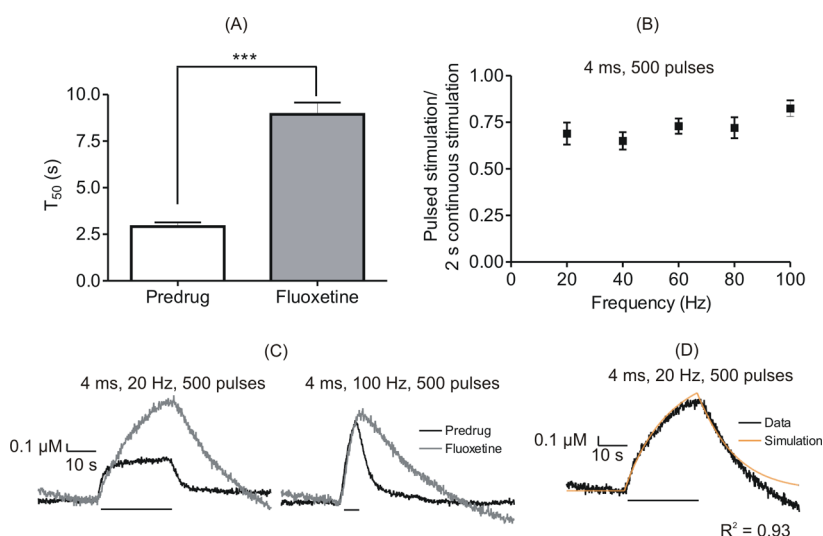 (A)
***
10.0
7.5
5.0
2.5
0.0
T50 (s)
Predrug
Fluoxetine
(B)
4 ms, 500 pulses
1.00
0.75
0.50
0.25
0.00
Pulsed stimulation/
2 s continuous stimulation
0 20 40 60 80 100
Frequency (Hz)
(C)
4 ms, 20 Hz, 500 pulses
0.1 µM
10 s
4 ms, 100 Hz, 500 pulses
Predrug
Fluoxetine
(D)
4 ms, 20 Hz, 500 pulses
0.1 µM
10 s
Data
Simulation
R² = 0.93